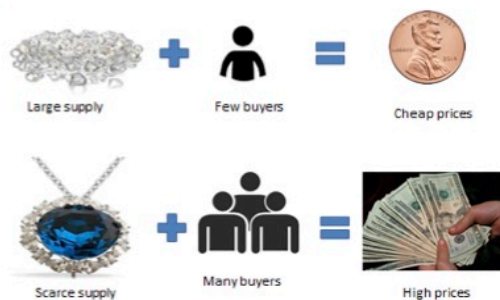 Large supply
Few buyers
Cheap prices
Scarce supply
Many buyers
High prices